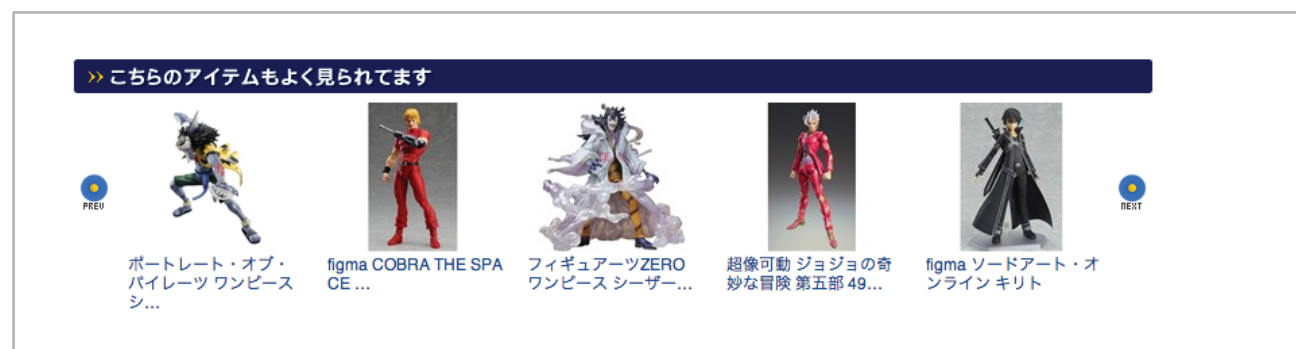 ›› こちらのアイテムもよく見られてます
PREV
ポートレート・オブ・
パイレーツ ワンピース
シ...
figma COBRA THE SPA
CE ...
フィギュアーツZERO
ワンピース シーザー...
超像可動 ジョジョの奇
妙な冒険 第五部 49...
figma ソードアート・オ
ンライン キリト
NEXT